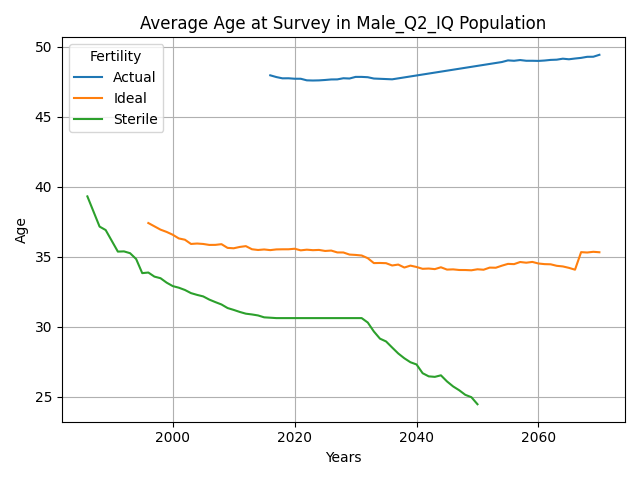 Average Age at Survey in Male_Q2_IQ Population
Fertility
Actual
Ideal
Sterile
50
45
40
35
30
25
Age
2000
2020
2040
2060
Years